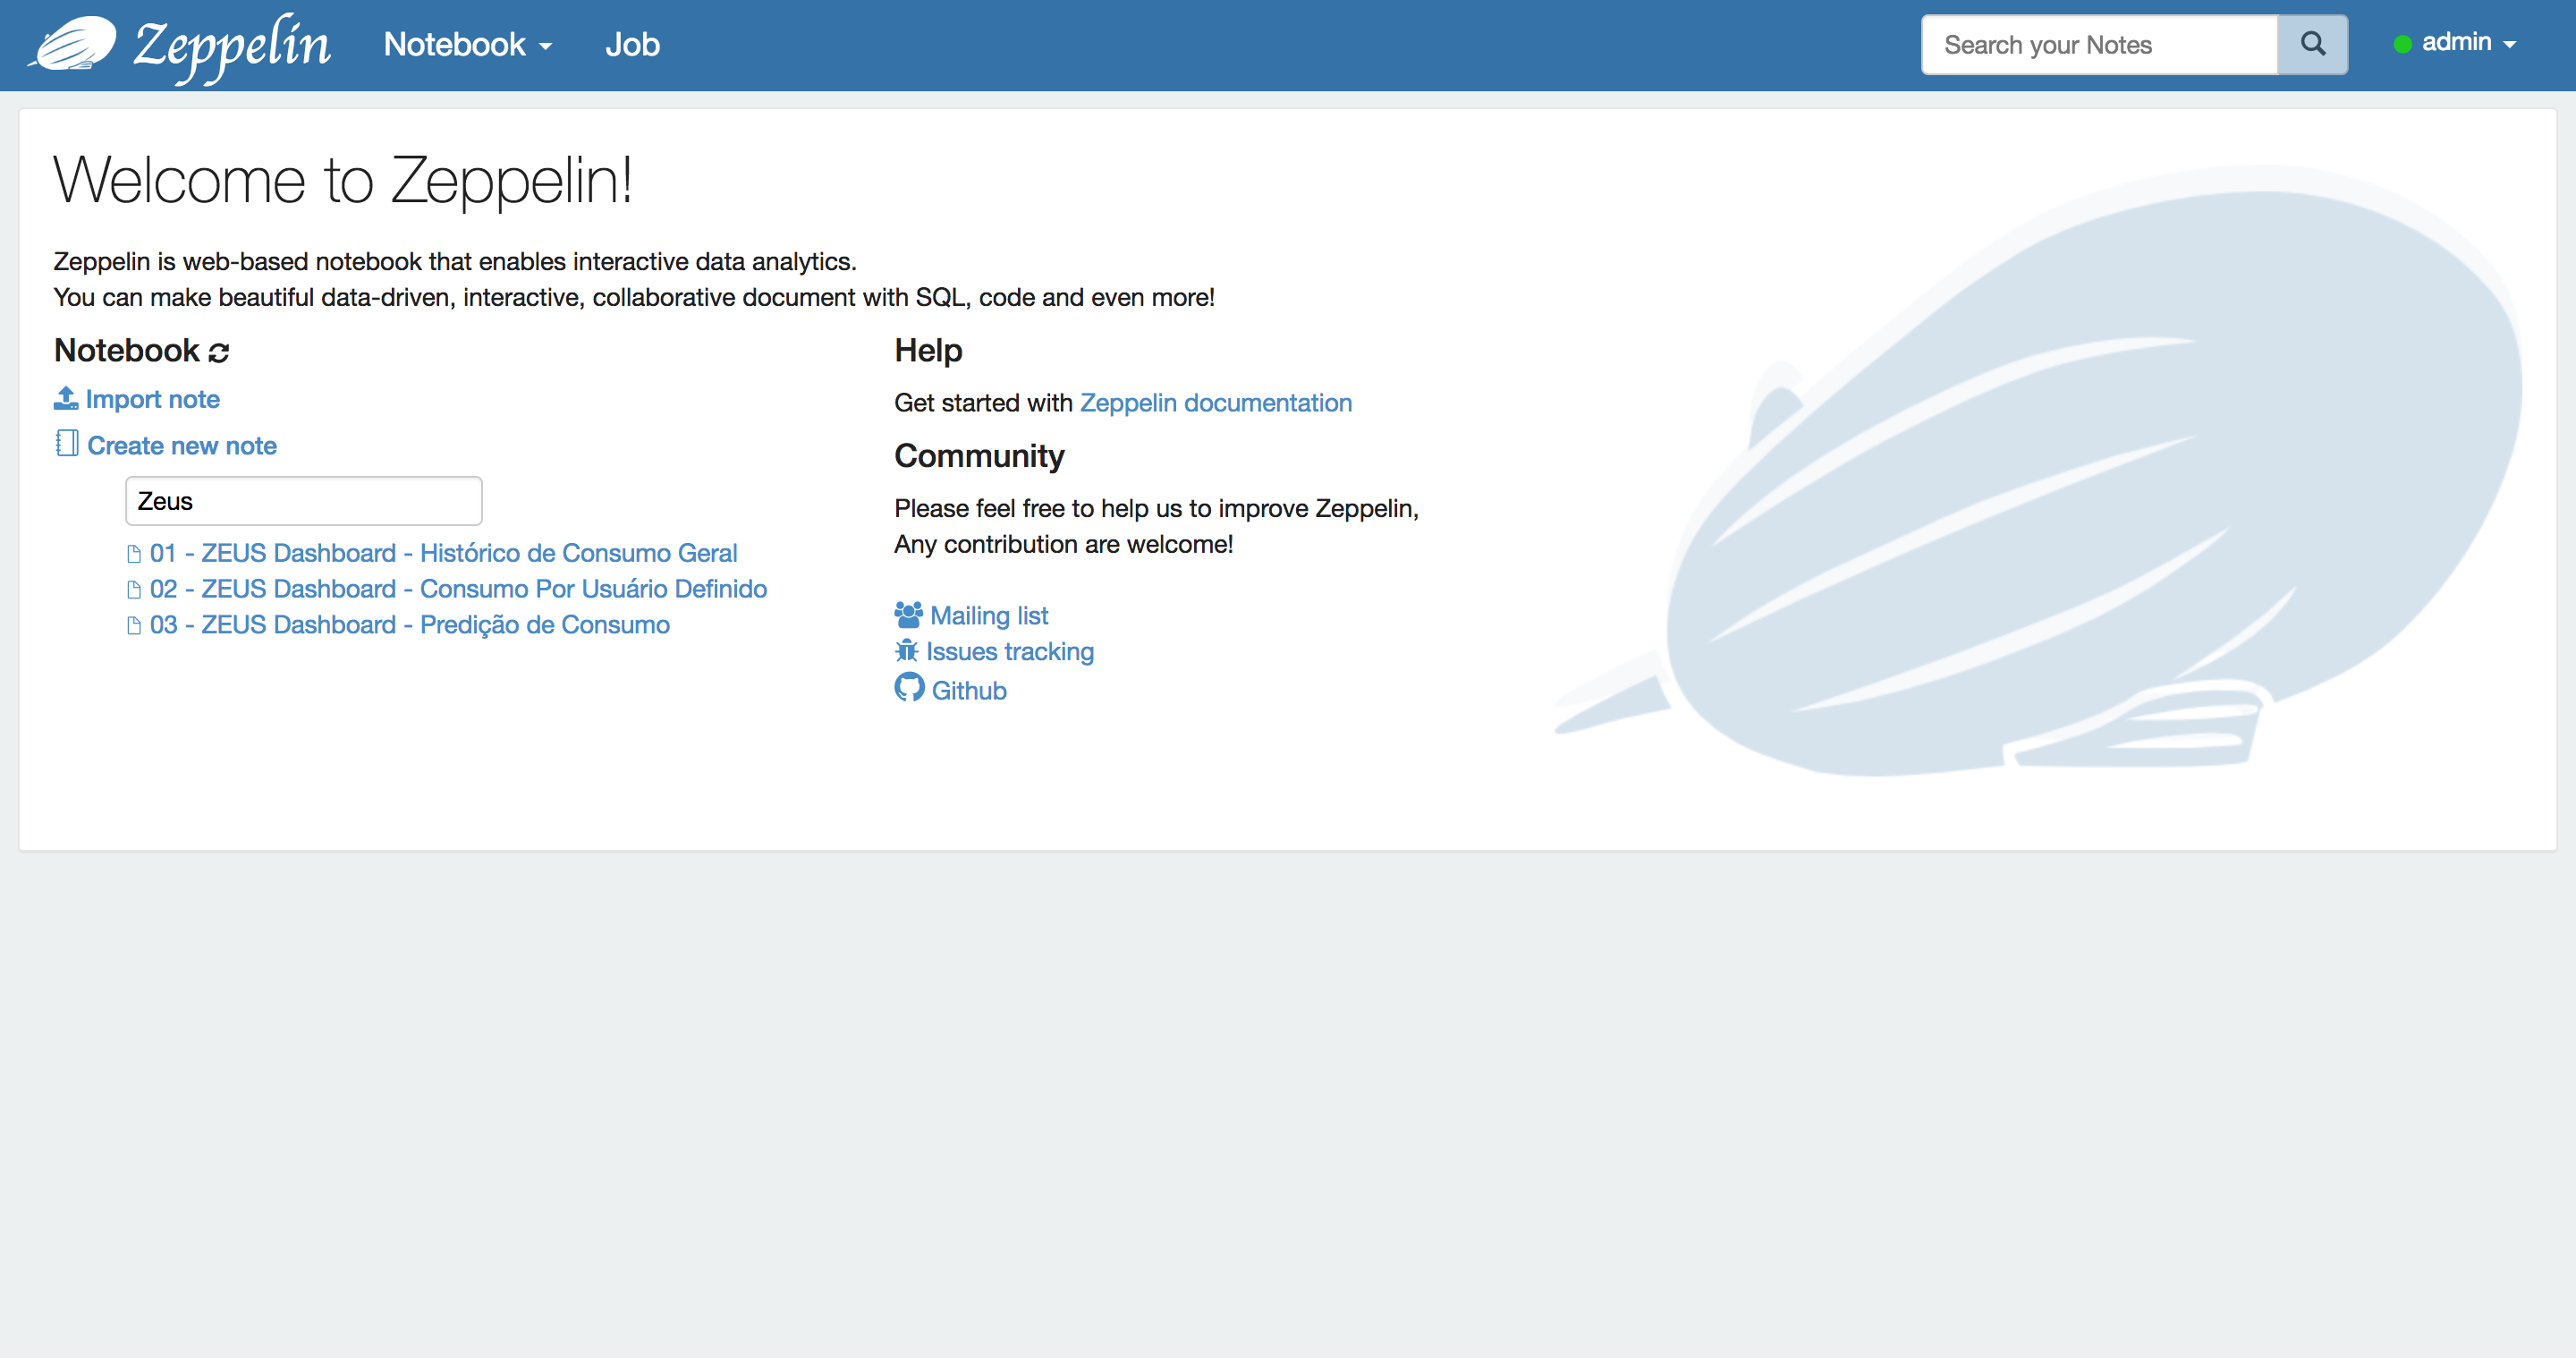 Zeppelin
Notebook
Job
Search your Notes
admin
Welcome to Zeppelin!
Zeppelin is web-based notebook that enables interactive data analytics.
You can make beautiful data-driven, interactive, collaborative document with SQL, code and even more!
Notebook
Import note
Create new note
Zeus
01 - ZEUS Dashboard - Histórico de Consumo Geral
02 - ZEUS Dashboard - Consumo Por Usuário Definido
03 - ZEUS Dashboard - Predição de Consumo
Help
Get started with Zeppelin documentation
Community
Please feel free to help us to improve Zeppelin,
Any contribution are welcome!
Mailing list
Issues tracking
Github